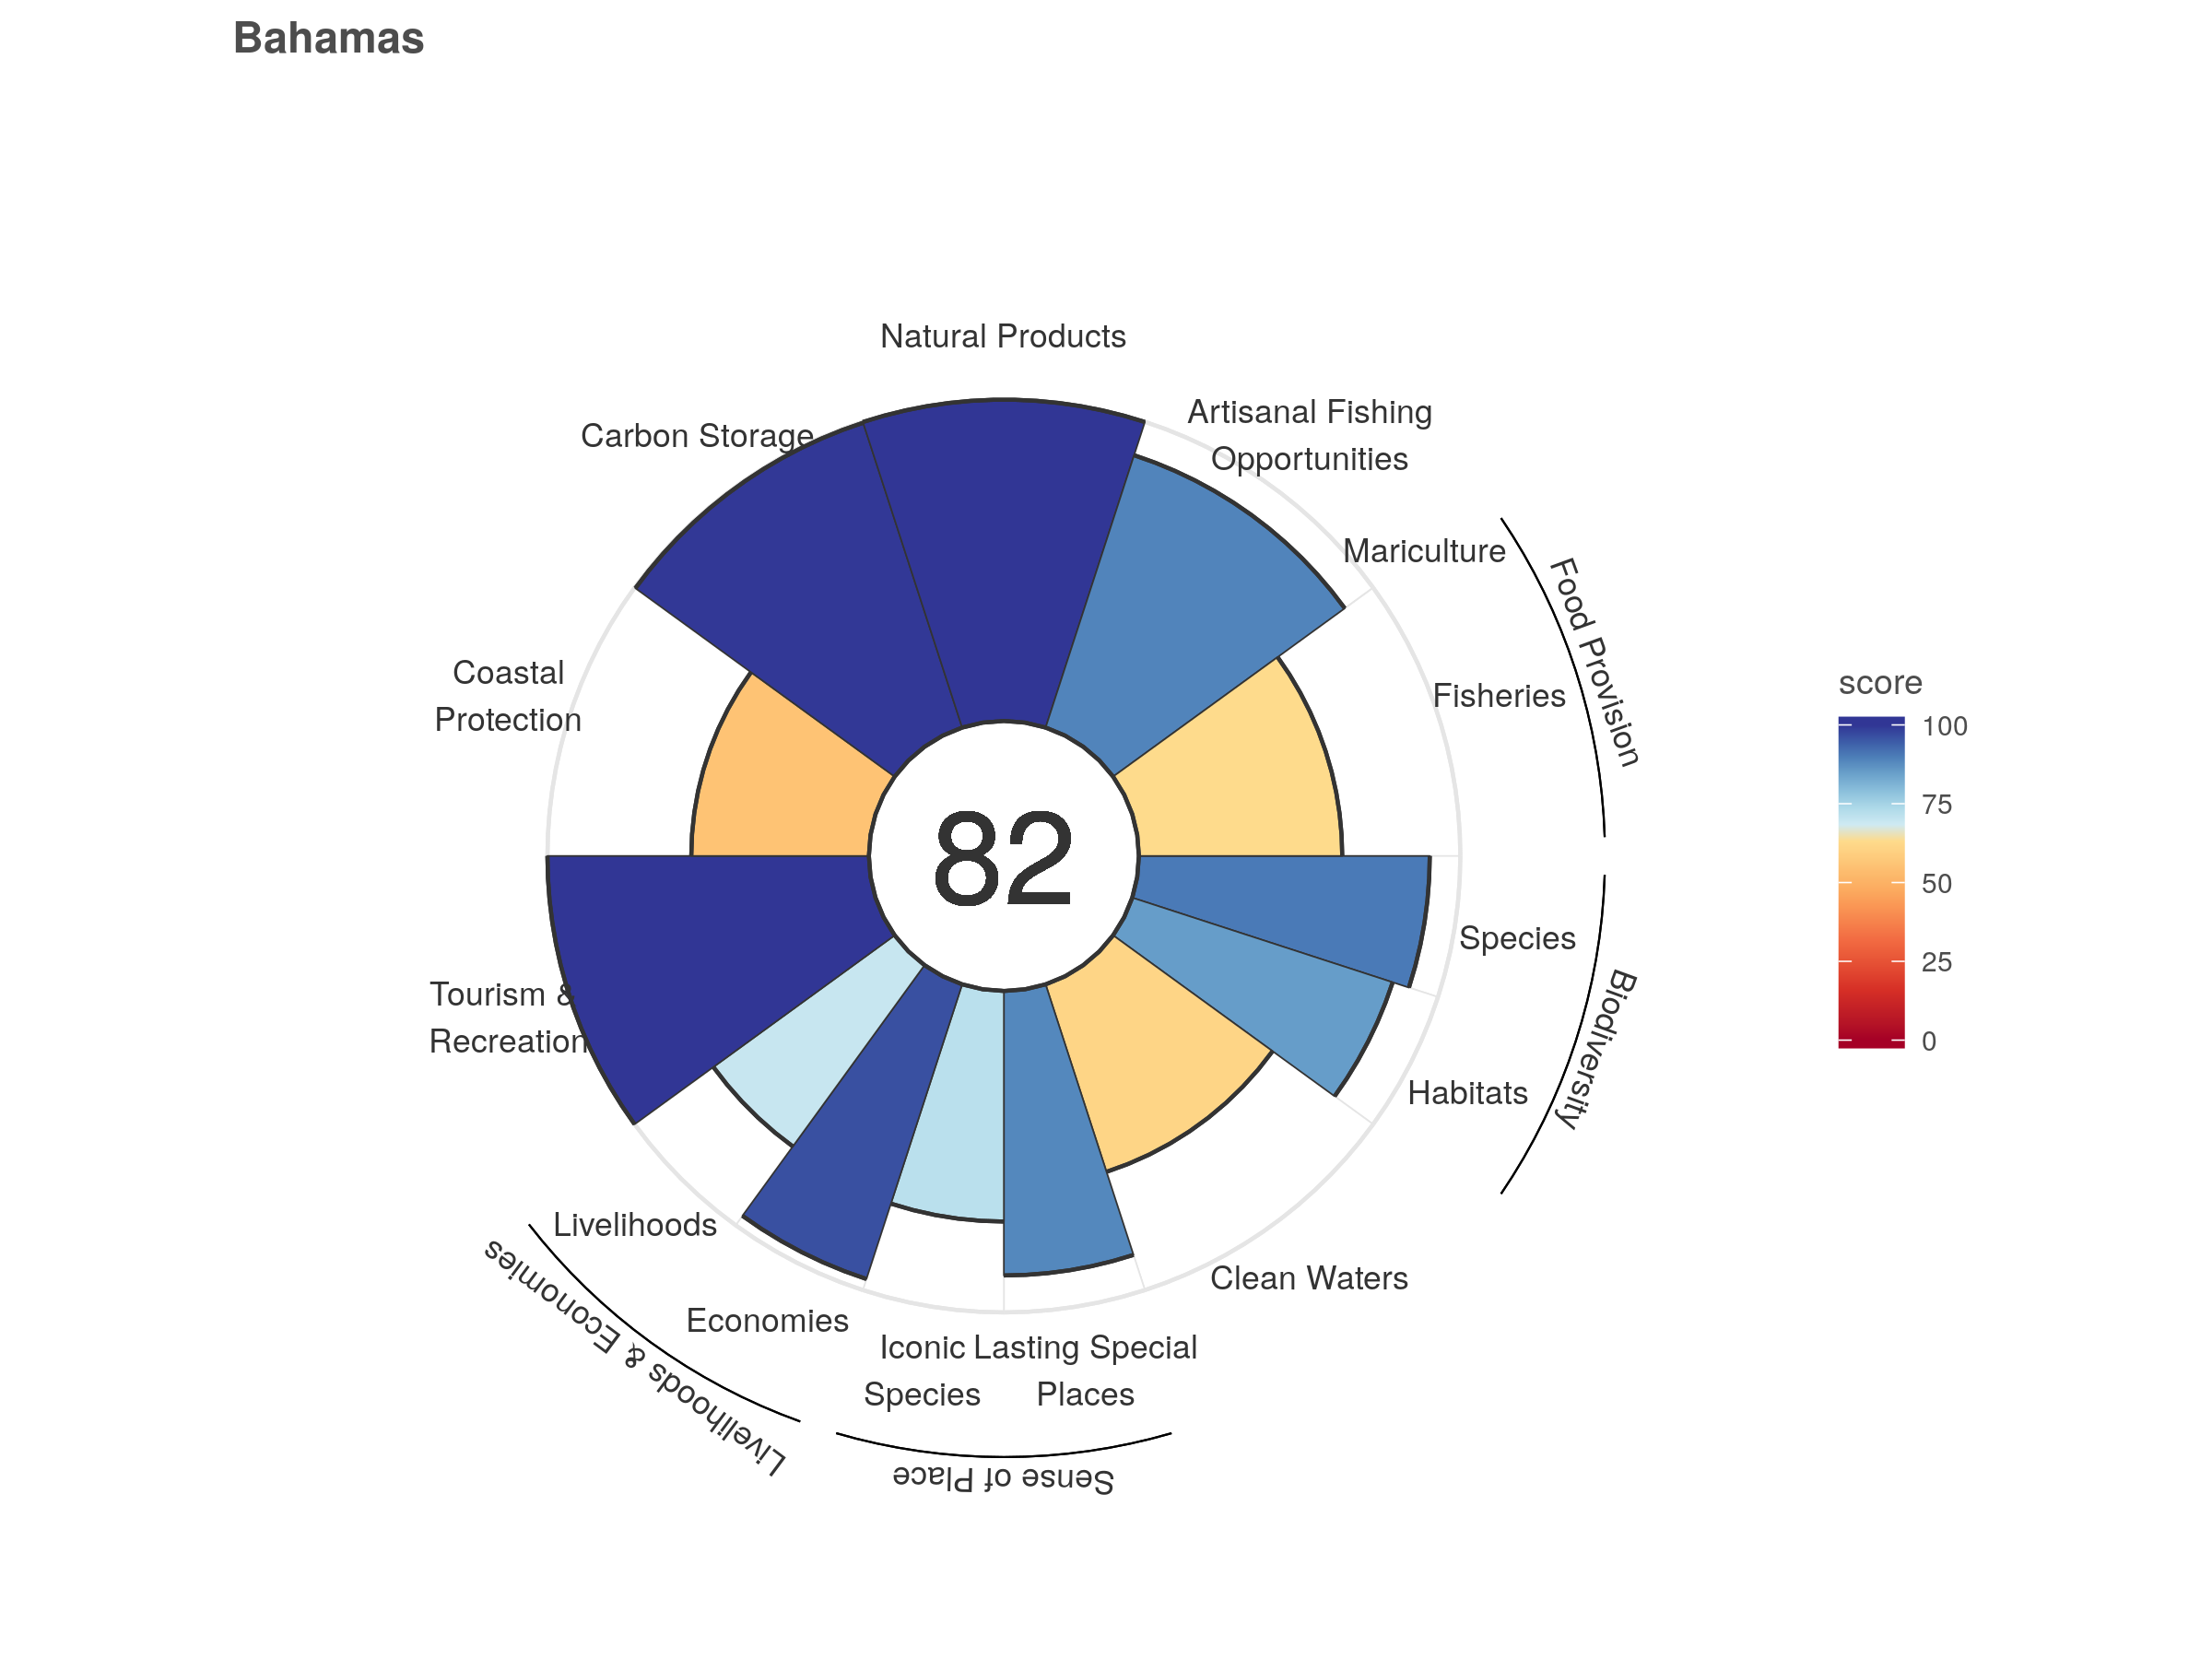 Bahamas
Natural Products
Artisanal Fishing
Opportunities
Carbon Storage
Mariculture
Food Provision
Fisheries
Coastal
Protection
score
100
75
50
25
0
82
Species
Biodiversity
Habitats
Tourism &
Recreation
Livelihoods
Livelihoods & Economies
Economies
Clean Waters
Iconic
Species
Lasting Special
Places
Sense of Place